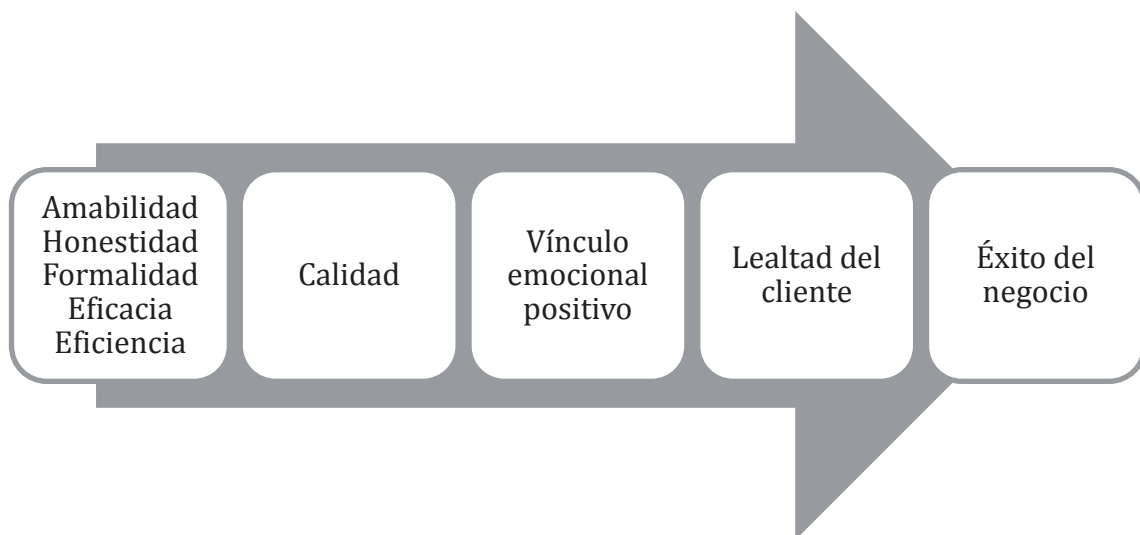 Amabilidad
Honestidad
Formalidad
Eficacia
Eficiencia
Calidad
Vínculo
emocional
positivo
Lealtad del
cliente
Éxito del
negocio